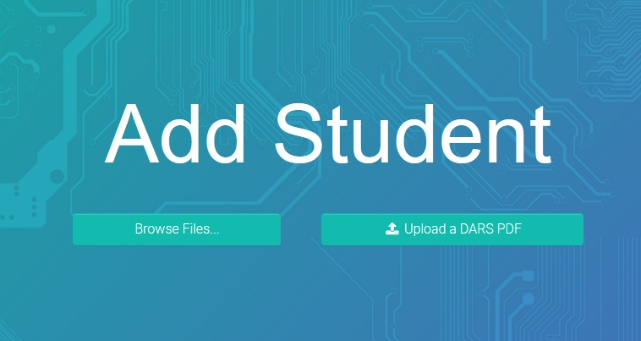 Add Student
Browse Files...
Upload a DARS PDF